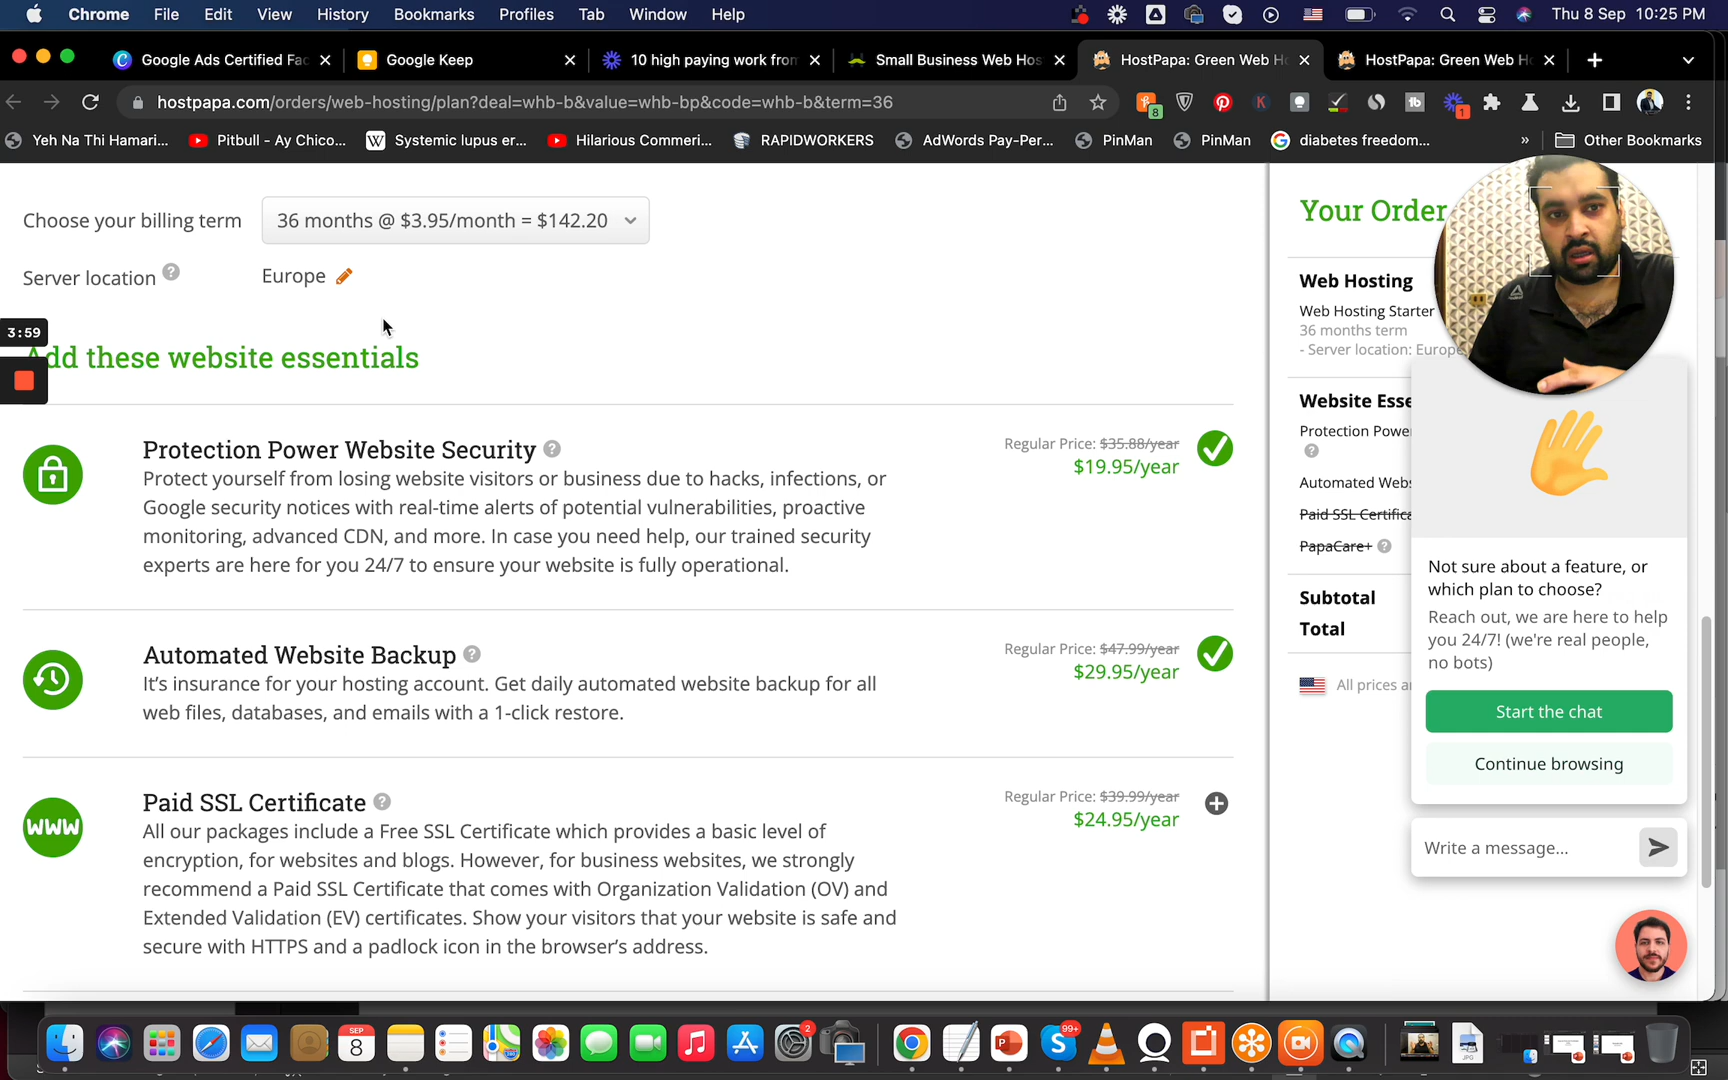 Chrome File Edit View History Bookmarks Profiles Tab Window Help Thu 8 Sep 10:25 PM
Google Ads Certified Fac Google Keep 10 high paying work from Small Business Web Hos HostPapa: Green Web H HostPapa: Green Web H
hostpapa.com/orders/web-hosting/plan?deal=whb-b&value=whb-bp&code=whb-b&term=36
Yeh Na Thi Hamari... Pitbull - Ay Chico... Systemic lupus er... Hilarious Commeri... RAPIDWORKERS AdWords Pay-Per... PinMan PinMan diabetes freedom... » Other Bookmarks
Choose your billing term 36 months @ $3.95/month = $142.20
Server location ? Europe
3:59
Add these website essentials
Protection Power Website Security ?
Regular Price: $35.88/year
$19.95/year
Protect yourself from losing website visitors or business due to hacks, infections, or
Google security notices with real-time alerts of potential vulnerabilities, proactive
monitoring, advanced CDN, and more. In case you need help, our trained security
experts are here for you 24/7 to ensure your website is fully operational.
Automated Website Backup ?
Regular Price: $47.99/year
$29.95/year
It's insurance for your hosting account. Get daily automated website backup for all
web files, databases, and emails with a 1-click restore.
www
Paid SSL Certificate ?
Regular Price: $39.99/year
$24.95/year
All our packages include a Free SSL Certificate which provides a basic level of
encryption, for websites and blogs. However, for business websites, we strongly
recommend a Paid SSL Certificate that comes with Organization Validation (OV) and
Extended Validation (EV) certificates. Show your visitors that your website is safe and
secure with HTTPS and a padlock icon in the browser's address.
Your Order
Web Hosting
Web Hosting Starter
36 months term
- Server location: Europe
Website Esse
Protection Power
?
Automated Webs
Paid SSL Certifica
PapaCare+ ?
Subtotal
Total
All prices a
Not sure about a feature, or
which plan to choose?
Reach out, we are here to help
you 24/7! (we're real people,
no bots)
Start the chat
Continue browsing
Write a message...
SEP
8
2
99+
JPG